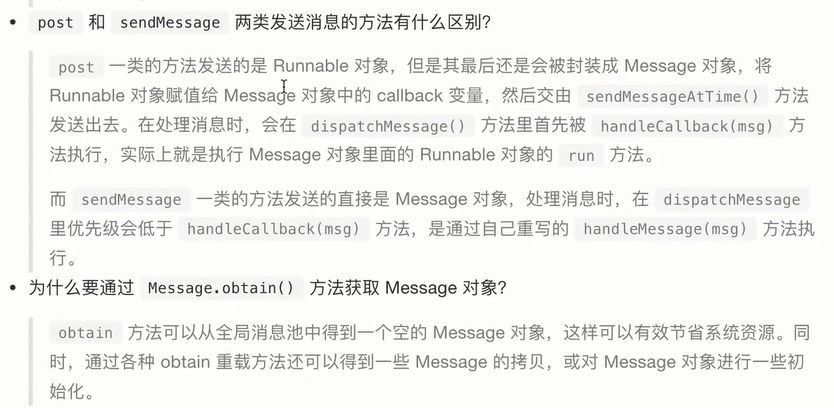 post 和 sendMessage 两类发送消息的方法有什么区别?
post 一类的方法发送的是 Runnable 对象，但是其最后还是会被封装成 Message 对象，将
Runnable 对象赋值给 Message 对象中的 callback 变量，然后交由 sendMessageAtTime() 方法
发送出去。在处理消息时，会在 dispatchMessage() 方法里首先被 handleCallback(msg) 方
法执行，实际上就是执行 Message 对象里面的 Runnable 对象的 run 方法。
而 sendMessage 一类的方法发送的直接是 Message 对象，处理消息时，在 dispatchMessage
里优先级会低于 handleCallback(msg) 方法，是通过自己重写的 handleMessage(msg) 方法执
行。
为什么要通过 Message.obtain() 方法获取 Message 对象?
obtain 方法可以从全局消息池中得到一个空的 Message 对象，这样可以有效节省系统资源。同
时，通过各种 obtain 重载方法还可以得到一些 Message 的拷贝，或对 Message 对象进行一些初
始化。